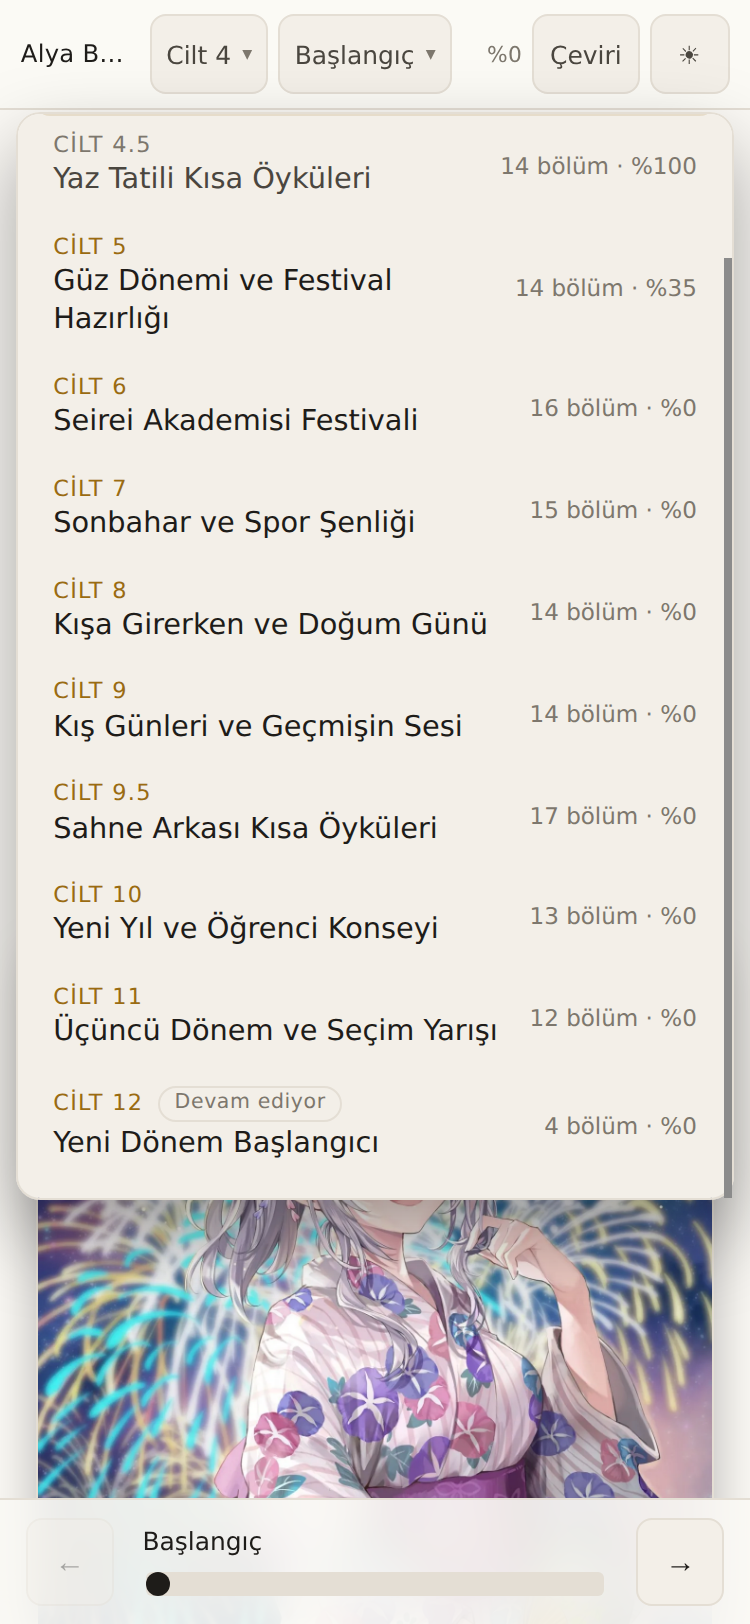 Alya B...
Cilt 4 ▾
Başlangıç ▾
%0
Çeviri
☀
CİLT 4.5
Yaz Tatili Kısa Öyküleri
14 bölüm · %100
CİLT 5
Güz Dönemi ve Festival
Hazırlığı
14 bölüm · %35
CİLT 6
Seirei Akademisi Festivali
16 bölüm · %0
CİLT 7
Sonbahar ve Spor Şenliği
15 bölüm · %0
CİLT 8
Kışa Girerken ve Doğum Günü
14 bölüm · %0
CİLT 9
Kış Günleri ve Geçmişin Sesi
14 bölüm · %0
CİLT 9.5
Sahne Arkası Kısa Öyküleri
17 bölüm · %0
CİLT 10
Yeni Yıl ve Öğrenci Konseyi
13 bölüm · %0
CİLT 11
Üçüncü Dönem ve Seçim Yarışı
12 bölüm · %0
CİLT 12
Devam ediyor
Yeni Dönem Başlangıcı
4 bölüm · %0
Başlangıç
←
→